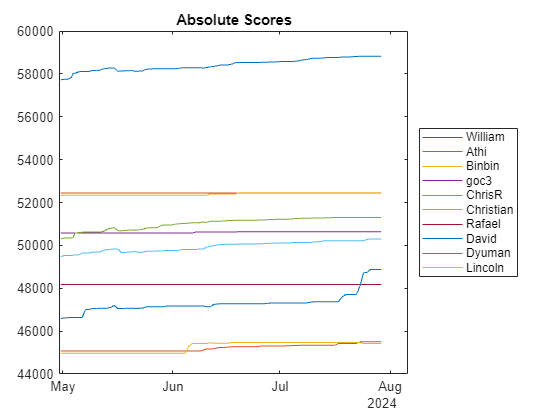 Absolute Scores
60000
58000
56000
54000
52000
50000
48000
46000
44000
May
Jun
Jul
Aug
2024
William
Athi
Binbin
goc3
ChrisR
Christian
Rafael
David
Dyuman
Lincoln